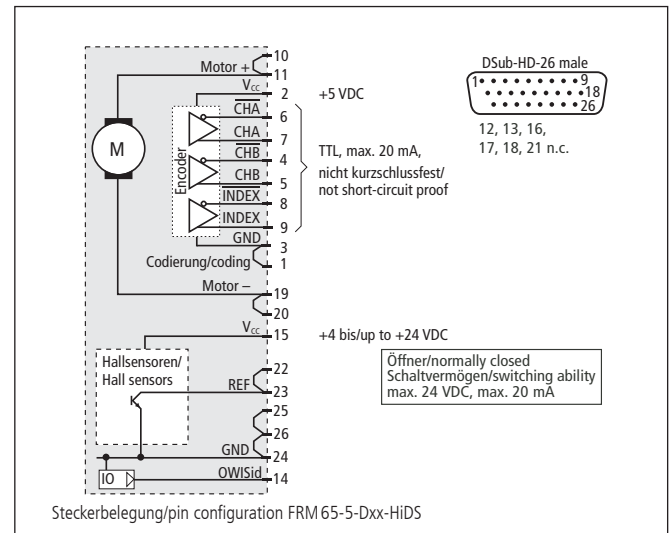 10
Motor + 11
Vcc 2 +5 VDC
CHA 6
CHA 7
CHB 4
CHB 5
INDEX 8
INDEX 9
GND 3
Codierung/coding 1
Encoder
M
TTL, max. 20 mA,
nicht kurzschlussfest/
not short-circuit proof
DSub-HD-26 male
1 9
18
26
12, 13, 16,
17, 18, 21 n.c.
Motor – 19
20
Vcc 15 +4 bis/up to +24 VDC
Hallsensoren/
Hall sensors
22
REF 23
25
26
GND 24
OWISid 14
IO
Öffner/normally closed
Schaltvermögen/switching ability
max. 24 VDC, max. 20 mA
Steckerbelegung/pin configuration FRM 65-5-Dxx-HiDS